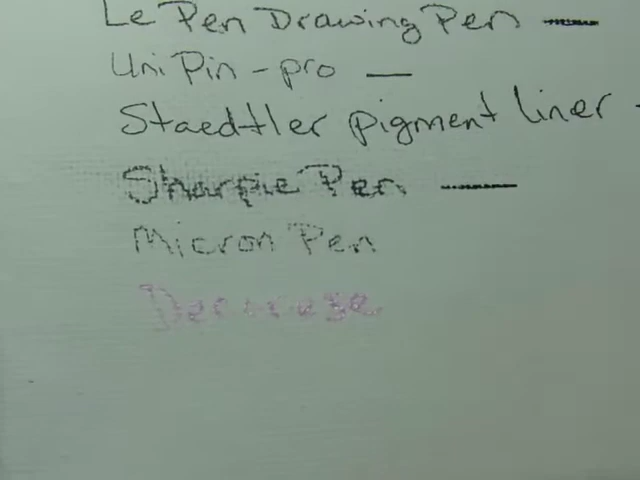 Le Pen Drawing Pen —
Uni Pin - pro —
Staedtler pigment liner -
Sharpie Pen. —
Micron Pen